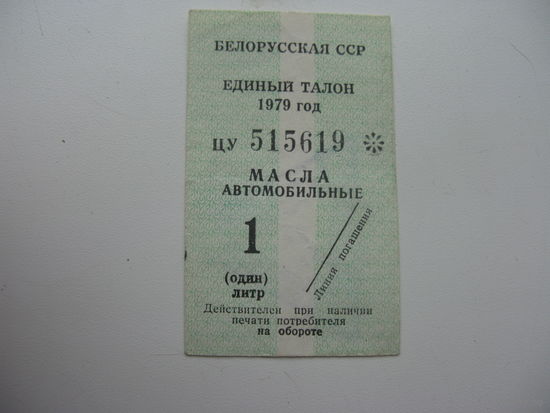 БЕЛОРУССКАЯ ССР
ЕДИНЫЙ ТАЛОН
1979 год
ЦУ 515619
МАСЛА
АВТОМОБИЛЬНЫЕ
1
(один)
литр
Линия погашения
Действителен при наличии
печати потребителя
на обороте